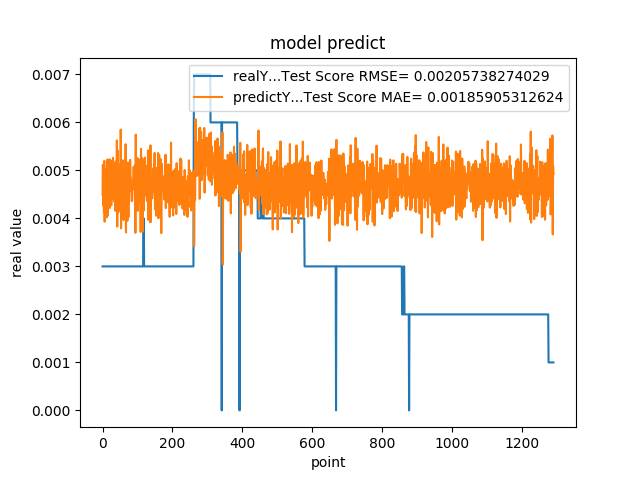 model predict
realY...Test Score RMSE= 0.00205738274029
predictY...Test Score MAE= 0.00185905312624
0.007
0.006
0.005
0.004
0.003
0.002
0.001
0.000
real value
0 200 400 600 800 1000 1200
point